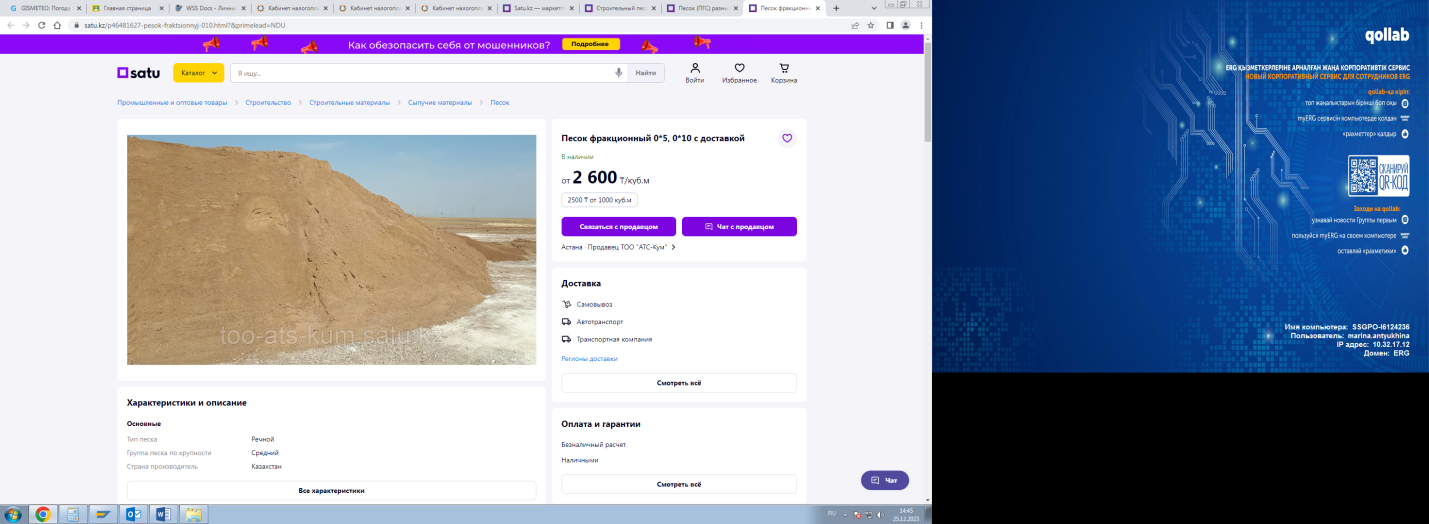 GISMETEO: Погода
Главная страница
WSS Docs - Личны
Кабинет налогопл
Кабинет налогопл
Кабинет налогопл
Satu.kz — маркетп
Строительный пес
Песок (ПГС) разны
Песок фракционн
satu.kz/p46481627-pesok-fraktsionnyj-010.html?&primelead=NDU
Как обезопасить себя от мошенников?
Подробнее
satu
Каталог
Я ищу...
Найти
Войти
Избранное
Корзина
Промышленные и оптовые товары
Строительство
Строительные материалы
Сыпучие материалы
Песок
too-ats-kum.satu.k
Песок фракционный 0*5, 0*10 с доставкой
В наличии
от 2 600 ₸/куб.м
2500 ₸ от 1000 куб.м
Связаться с продавцом
Чат с продавцом
Астана · Продавец ТОО "АТС-Кум"
Доставка
Самовывоз
Автотранспорт
Транспортная компания
Регионы доставки
Смотреть всё
Характеристики и описание
Основные
Тип песка Речной
Группа песка по крупности Средний
Страна производитель Казахстан
Все характеристики
Оплата и гарантии
Безналичный расчет
Наличными
Смотреть всё
Чат
RU
14:45
25.12.2023
qollab
ERG ҚЫЗМЕТКЕРЛЕРІНЕ АРНАЛҒАН ЖАҢА КОРПОРАТИВТІК СЕРВИС
НОВЫЙ КОРПОРАТИВНЫЙ СЕРВИС ДЛЯ СОТРУДНИКОВ ERG
qollab-қа кіріп:
топ жаңалықтарын бірінші боп оқы
myERG сервисін компьютерде қолдан
«рахметтер» қалдыр
СКАНИРУЙ
QR-КОД
Заходи на qollab:
узнавай новости Группы первым
пользуйся myERG на своем компьютере
оставляй «рахметики»
Имя компьютера: SSGPO-I6124236
Пользователь: marina.antyukhina
IP адрес: 10.32.17.12
Домен: ERG